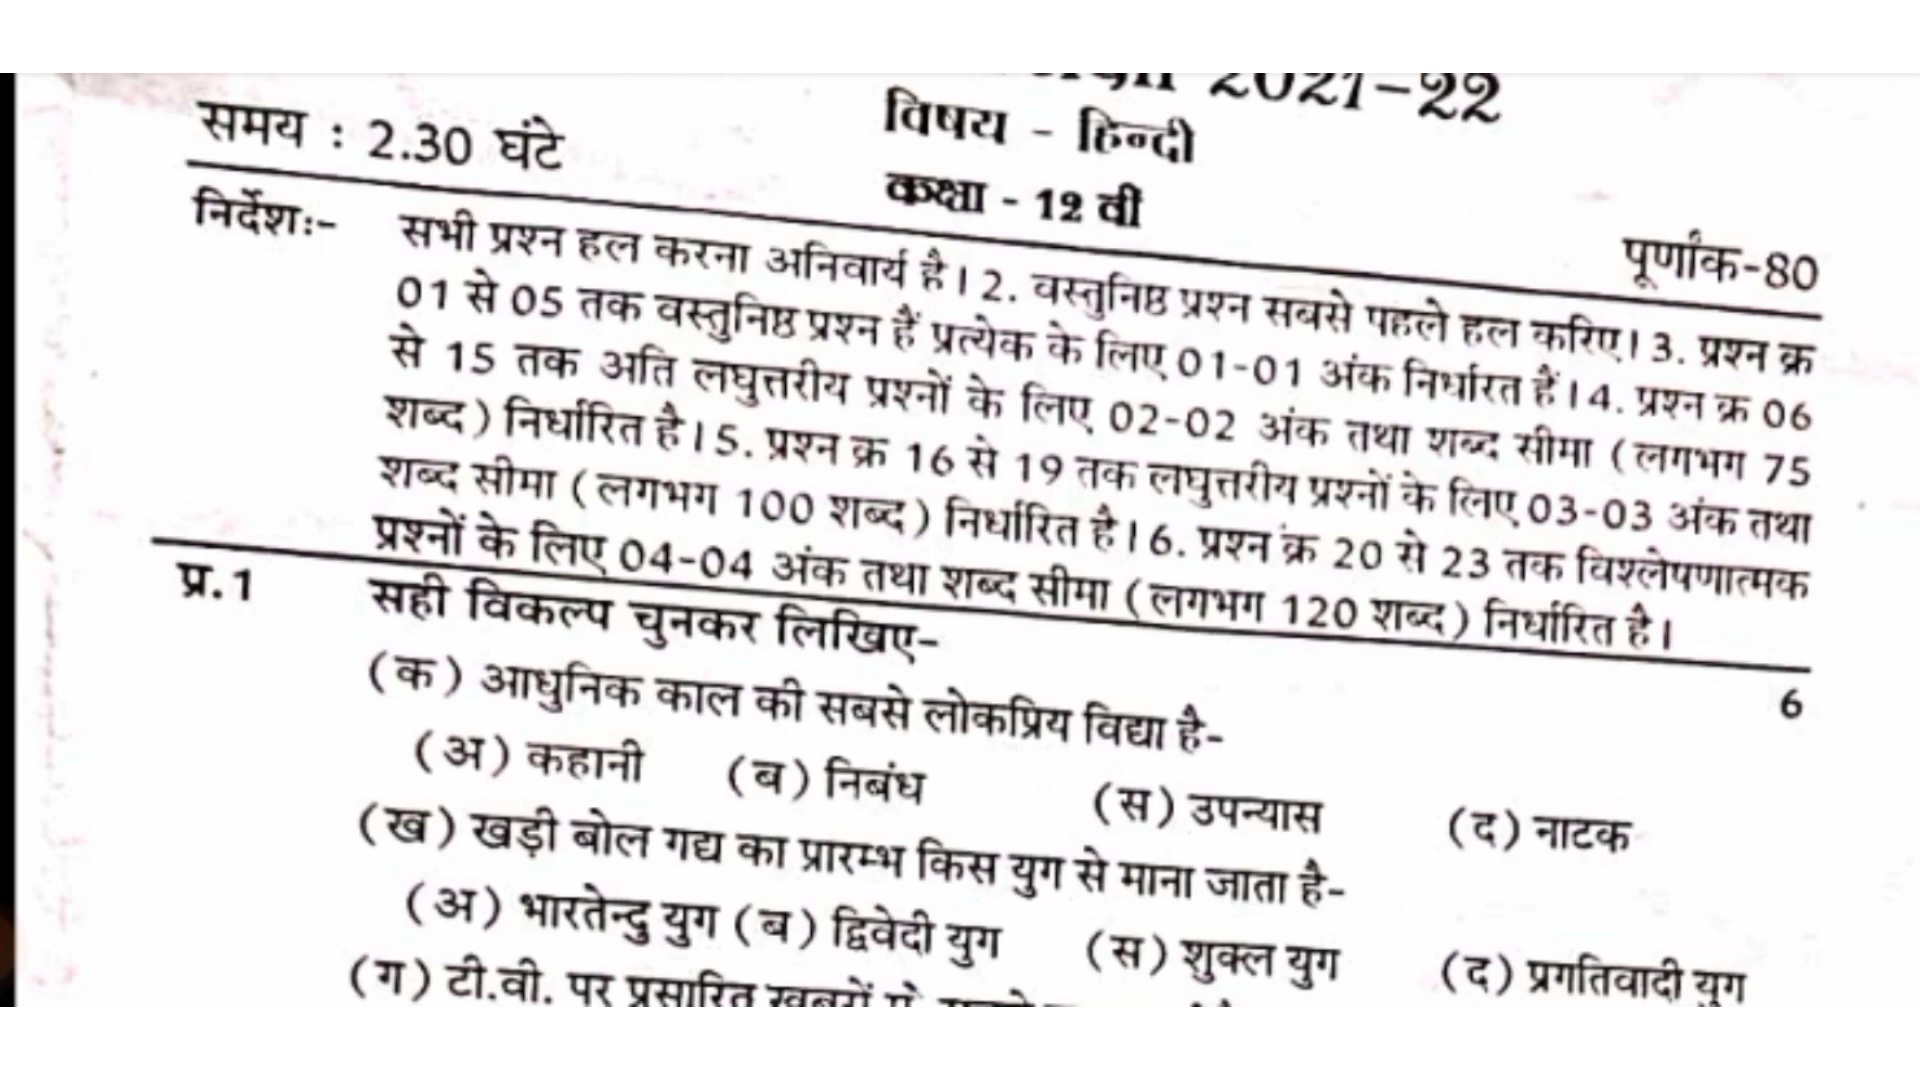 2021-22
विषय - हिन्दी
समय : 2.30 घंटे
कक्षा - 12 वी
पूर्णांक-80
निर्देशः- सभी प्रश्न हल करना अनिवार्य है। 2. वस्तुनिष्ठ प्रश्न सबसे पहले हल करिए। 3. प्रश्न क्र
01 से 05 तक वस्तुनिष्ठ प्रश्न हैं प्रत्येक के लिए 01-01 अंक निर्धारत हैं। 4. प्रश्न क्र 06
से 15 तक अति लघुत्तरीय प्रश्नों के लिए 02-02 अंक तथा शब्द सीमा (लगभग 75
शब्द) निर्धारित है। 5. प्रश्न क्र 16 से 19 तक लघुत्तरीय प्रश्नों के लिए 03-03 अंक तथा
शब्द सीमा (लगभग 100 शब्द) निर्धारित है। 6. प्रश्न क्र 20 से 23 तक विश्लेषणात्मक
प्रश्नों के लिए 04-04 अंक तथा शब्द सीमा (लगभग 120 शब्द) निर्धारित है।
प्र.1 सही विकल्प चुनकर लिखिए- 6
(क) आधुनिक काल की सबसे लोकप्रिय विद्या है-
(अ) कहानी (ब) निबंध (स) उपन्यास (द) नाटक
(ख) खड़ी बोल गद्य का प्रारम्भ किस युग से माना जाता है-
(अ) भारतेन्दु युग (ब) द्विवेदी युग (स) शुक्ल युग (द) प्रगतिवादी युग
(ग) टी.वी. पर प्रसारित खबरों